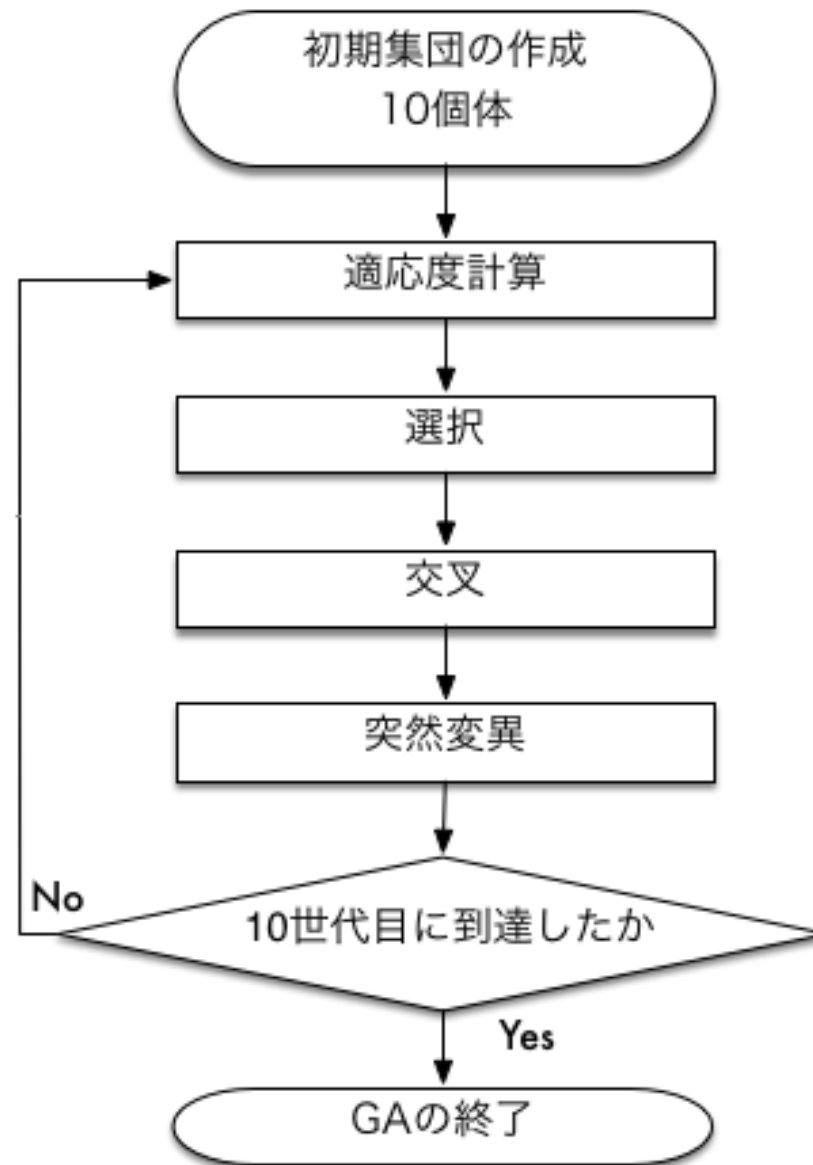 初期集団の作成
10個体
適応度計算
選択
交叉
突然変異
No
10世代目に到達したか
Yes
GAの終了